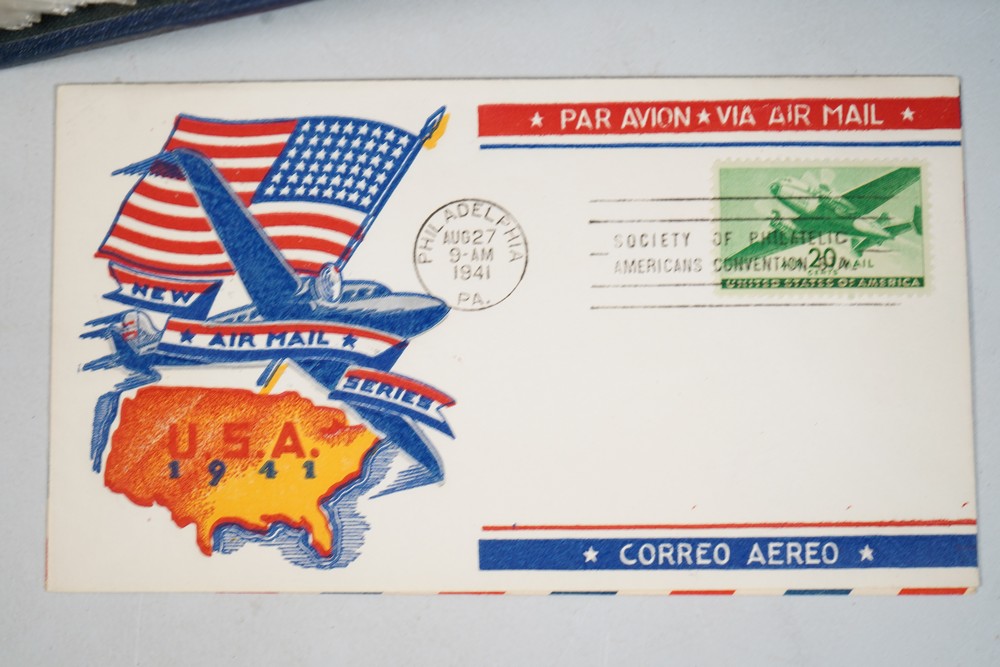 PAR AVION ★ VIA AIR MAIL
NEW
AIR MAIL
SERIES
U.S.A.
1941
PHILADELPHIA
AUG 27
9-AM
1941
PA.
SOCIETY OF PHILATELIC
AMERICANS CONVENTION
20
CENTS
UNITED STATES OF AMERICA
CORREO AEREO